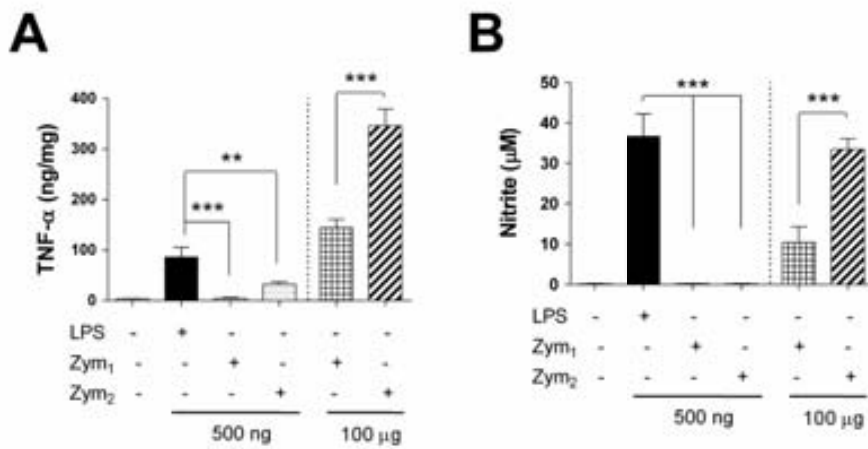 A
TNF-α (ng/mg)
400
300
200
100
0
***
**
***
LPS - + - - - -
Zym₁ - - + - + -
Zym₂ - - - + - +
500 ng 100 μg
B
Nitrite (μM)
50
40
30
20
10
0
***
***
- + - - - -
Zym₁ - - + - + -
Zym₂ - - - + - +
500 ng 100 μg